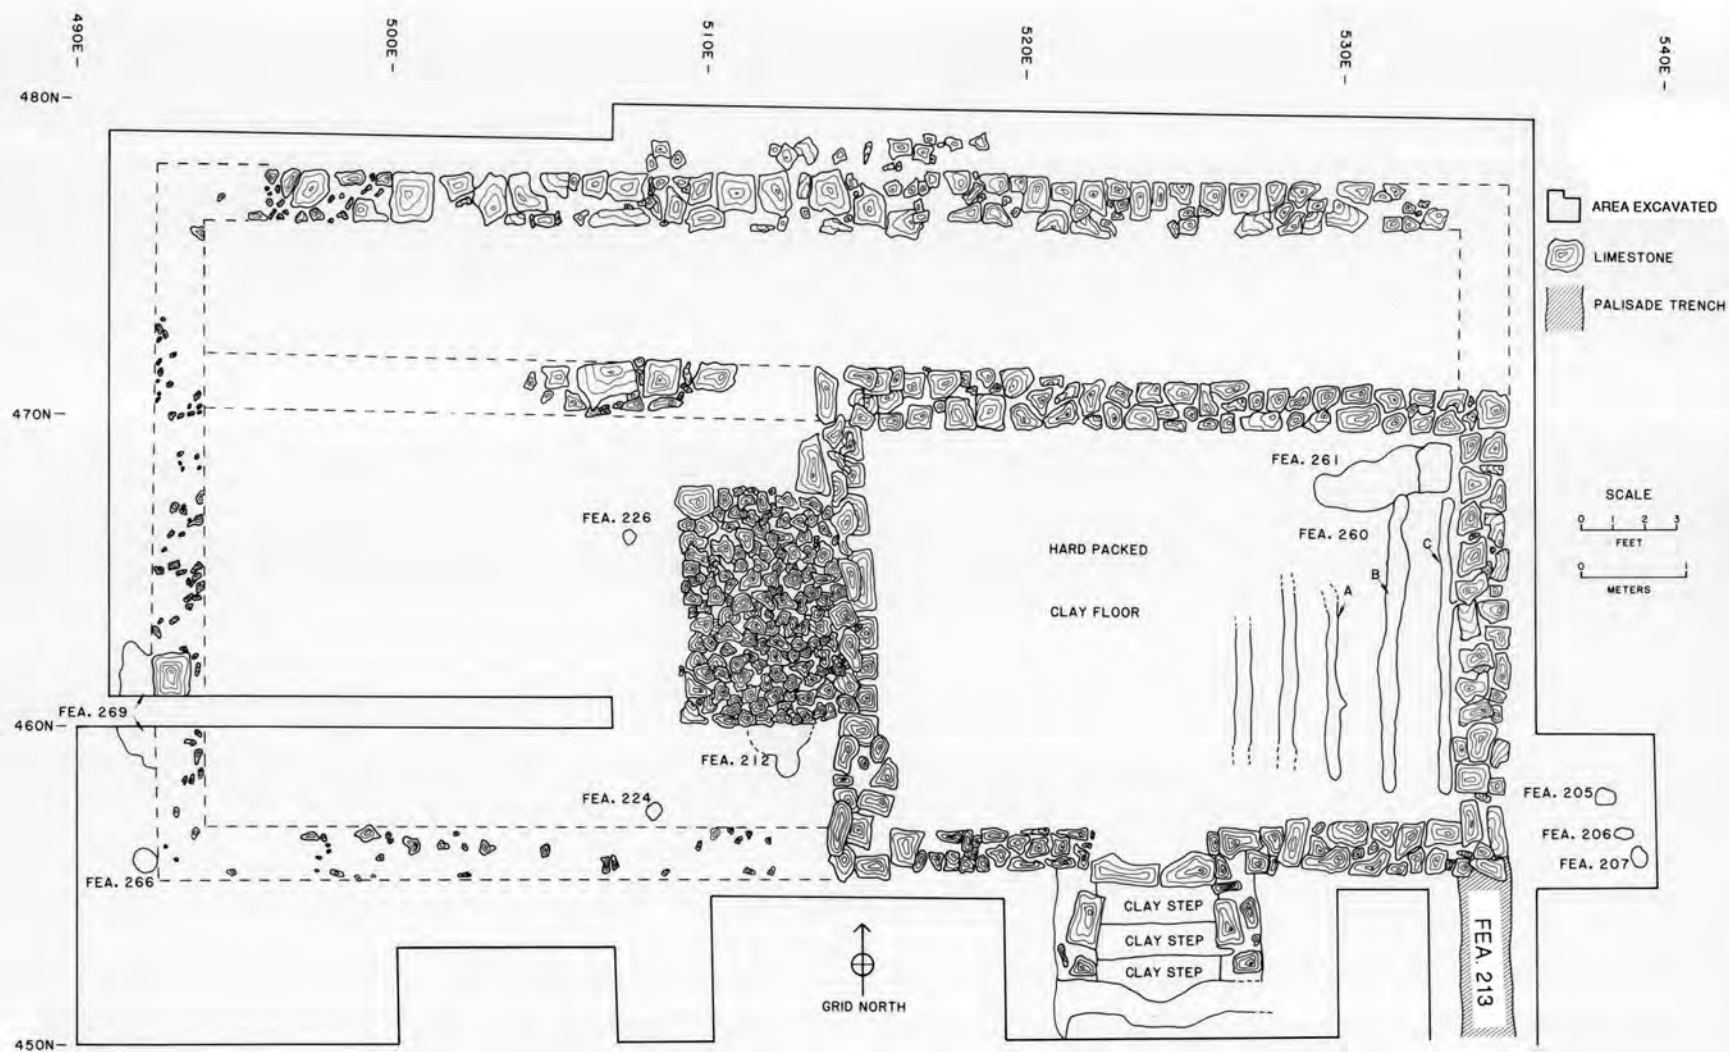 490E
500E
510E
520E
530E
540E
480N
AREA EXCAVATED
LIMESTONE
PALISADE TRENCH
470N
FEA. 261
SCALE
0 1 2 3
FEET
0 1
METERS
FEA. 226
FEA. 260
C
HARD PACKED
B
A
CLAY FLOOR
FEA. 269
460N
FEA. 212
FEA. 224
FEA. 205
FEA. 206
FEA. 207
FEA. 266
CLAY STEP
CLAY STEP
CLAY STEP
FEA. 213
GRID NORTH
450N